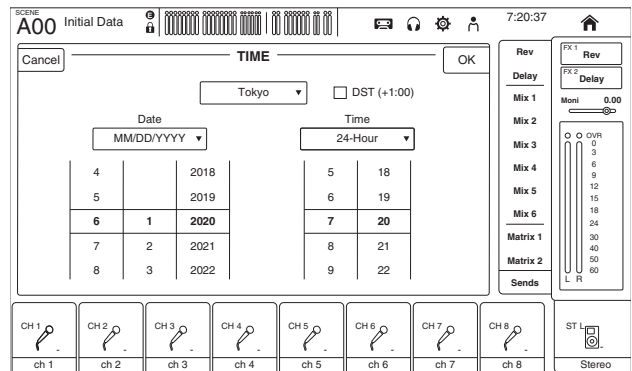 SCENE
A00 Initial Data E 7:20:37
Cancel TIME OK
Tokyo ▼ DST (+1:00)
Date Time
MM/DD/YYYY ▼ 24-Hour ▼
4 2018 5 18
5 2019 6 19
6 1 2020 7 20
7 2 2021 8 21
8 3 2022 9 22
Rev
Delay
Mix 1
Mix 2
Mix 3
Mix 4
Mix 5
Mix 6
Matrix 1
Matrix 2
Sends
FX 1
Rev
FX 2
Delay
Moni 0.00
OVR
0
3
6
9
12
15
18
24
30
40
50
60
L R
CH 1 CH 2 CH 3 CH 4 CH 5 CH 6 CH 7 CH 8 ST L
ch 1 ch 2 ch 3 ch 4 ch 5 ch 6 ch 7 ch 8 Stereo